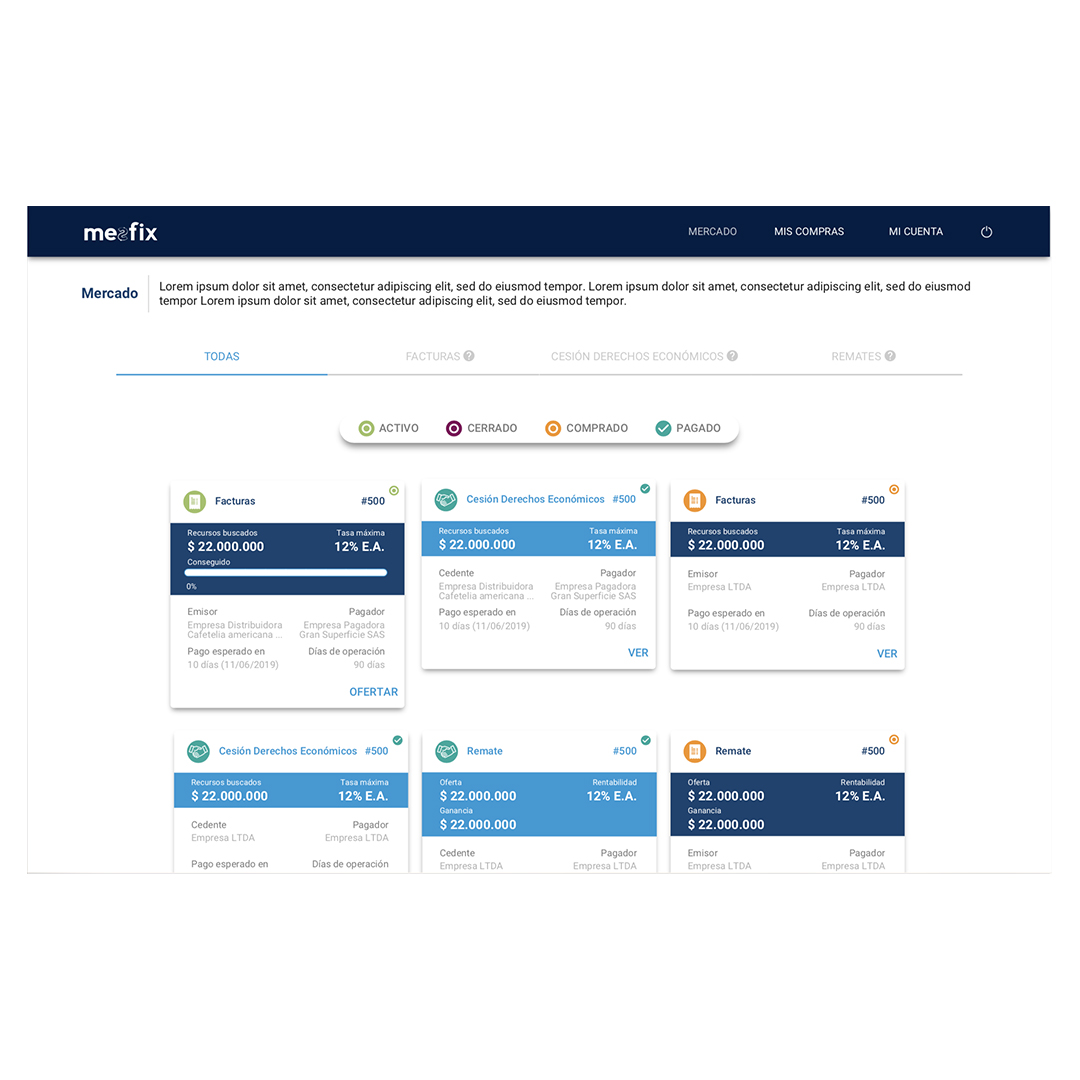 mesfix
MERCADO MIS COMPRAS MI CUENTA
Mercado
Lorem ipsum dolor sit amet, consectetur adipiscing elit, sed do eiusmod tempor. Lorem ipsum dolor sit amet, consectetur adipiscing elit, sed do eiusmod
tempor Lorem ipsum dolor sit amet, consectetur adipiscing elit, sed do eiusmod tempor.
TODAS FACTURAS ? CESIÓN DERECHOS ECONÓMICOS ? REMATES ?
ACTIVO CERRADO COMPRADO PAGADO
Facturas #500
Recursos buscados Tasa máxima
$ 22.000.000 12% E.A.
Conseguido
0%
Emisor Pagador
Empresa Distribuidora Empresa Pagadora
Cafetelia americana ... Gran Superficie SAS
Pago esperado en Días de operación
10 días (11/06/2019) 90 días
OFERTAR
Cesión Derechos Económicos #500
Recursos buscados Tasa máxima
$ 22.000.000 12% E.A.
Cedente Pagador
Empresa Distribuidora Empresa Pagadora
Cafetelia americana ... Gran Superficie SAS
Pago esperado en Días de operación
10 días (11/06/2019) 90 días
VER
Facturas #500
Recursos buscados Tasa máxima
$ 22.000.000 12% E.A.
Emisor Pagador
Empresa LTDA Empresa LTDA
Pago esperado en Días de operación
10 días (11/06/2019) 90 días
VER
Cesión Derechos Económicos #500
Recursos buscados Tasa máxima
$ 22.000.000 12% E.A.
Cedente Pagador
Empresa LTDA Empresa LTDA
Pago esperado en Días de operación
Remate #500
Oferta Rentabilidad
$ 22.000.000 12% E.A.
Ganancia
$ 22.000.000
Cedente Pagador
Empresa LTDA Empresa LTDA
Remate #500
Oferta Rentabilidad
$ 22.000.000 12% E.A.
Ganancia
$ 22.000.000
Emisor Pagador
Empresa LTDA Empresa LTDA